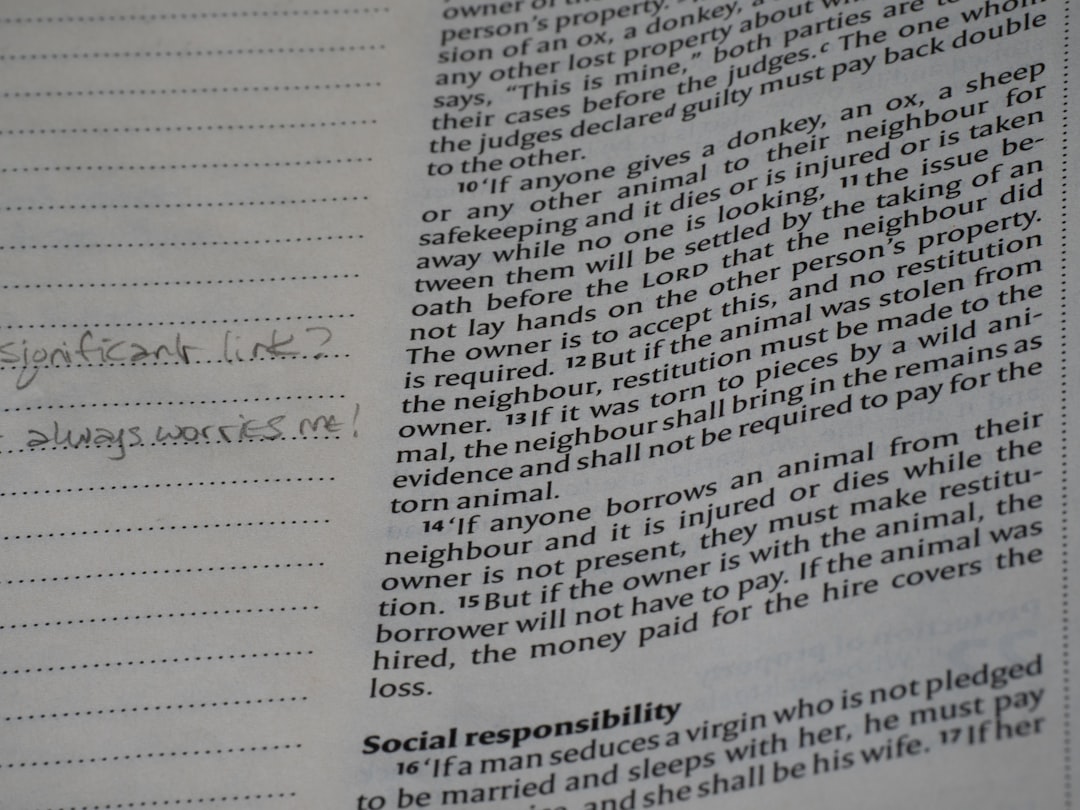 significant link?
always worries me!
owner of
person's property.
sion of an ox, a donkey, a
any other lost property about
says, "This is mine," both parties are
their cases before the judges.c The one whom
the judges declared guilty must pay back double
to the other.
10 'If anyone gives a donkey, an ox, a sheep
or any other animal to their neighbour for
safekeeping and it dies or is injured or is taken
away while no one is looking, 11 the issue be-
tween them will be settled by the taking of an
oath before the LORD that the neighbour did
not lay hands on the other person's property.
The owner is to accept this, and no restitution
is required. 12 But if the animal was stolen from
the neighbour, restitution must be made to the
owner. 13 If it was torn to pieces by a wild ani-
mal, the neighbour shall bring in the remains as
evidence and shall not be required to pay for the
torn animal.
14 'If anyone borrows an animal from their
neighbour and it is injured or dies while the
owner is not present, they must make restitu-
tion. 15 But if the owner is with the animal, the
borrower will not have to pay. If the animal was
hired, the money paid for the hire covers the
loss.
Social responsibility
16 'If a man seduces a virgin who is not pledged
to be married and sleeps with her, he must pay
and she shall be his wife. 17 If her